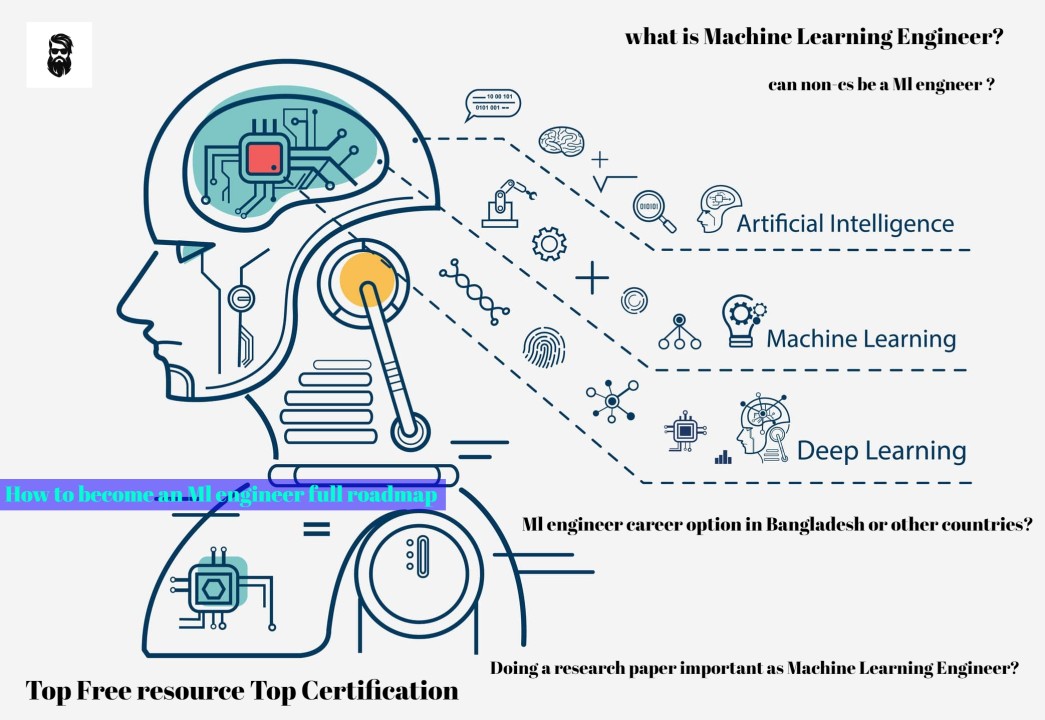 what is Machine Learning Engineer?
can non-cs be a Ml engneer ?
10 00 101
0101 001
010101
Artificial Intelligence
Machine Learning
Deep Learning
How to become an Ml engineer full roadmap
Ml engineer career option in Bangladesh or other countries?
Doing a research paper important as Machine Learning Engineer?
Top Free resource Top Certification